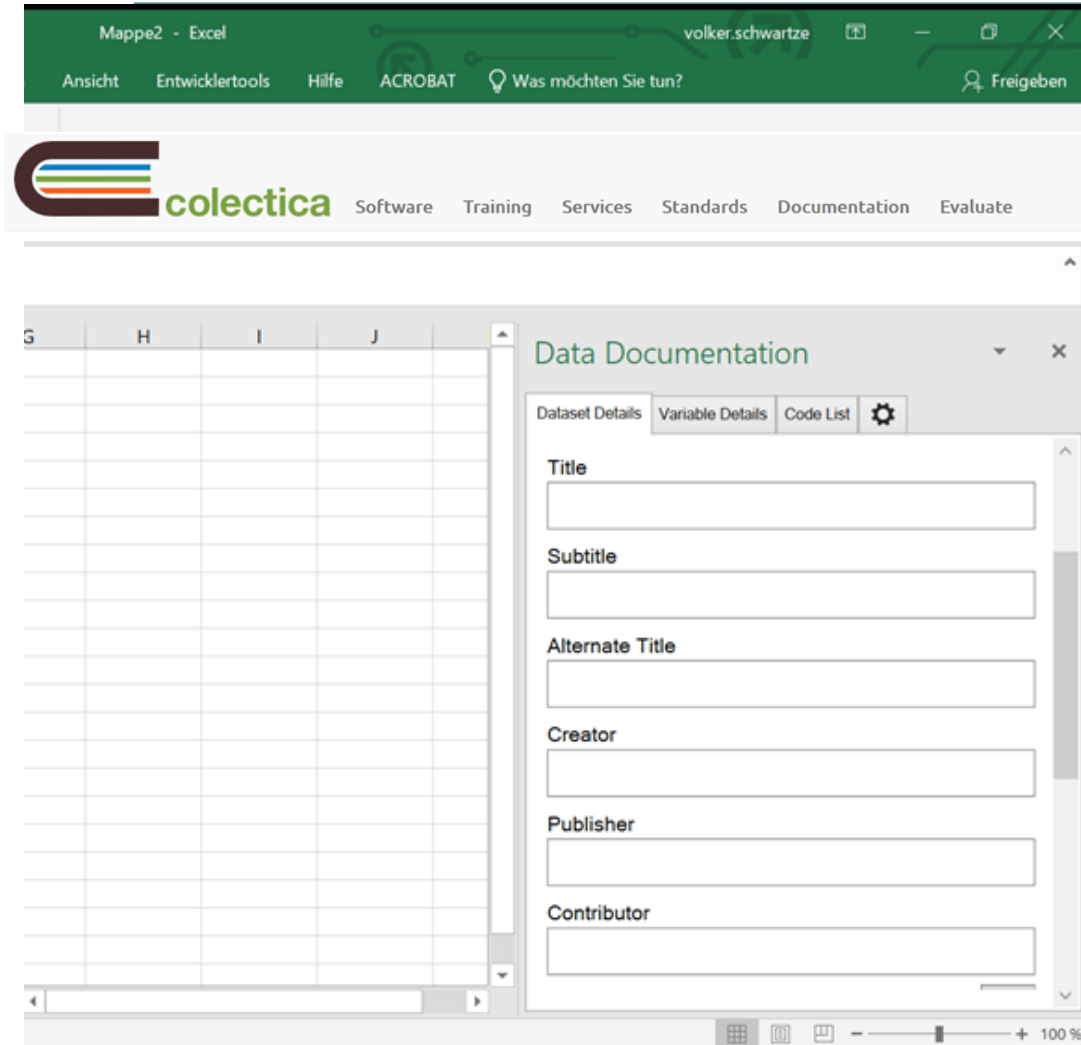 Mappe2 - Excel volker.schwartze
Ansicht Entwicklertools Hilfe ACROBAT Was möchten Sie tun? Freigeben
colectica Software Training Services Standards Documentation Evaluate
G H I J
Data Documentation
Dataset Details Variable Details Code List
Title
Subtitle
Alternate Title
Creator
Publisher
Contributor
100 %